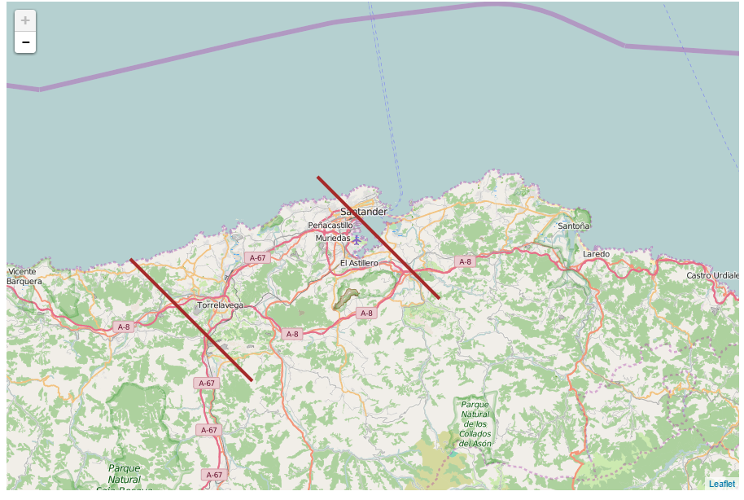 +
−
Santander
Peñacastillo
Muriedas
Santoña
A-67
El Astillero
A-8
Laredo
Vicente
Barquera
Castro Urdiale
Torrelavega
A-8
A-8
A-8
A-67
Parque
Natural
de los
Collados
del Asón
A-67
Parque
Natural
A-67
Leaflet